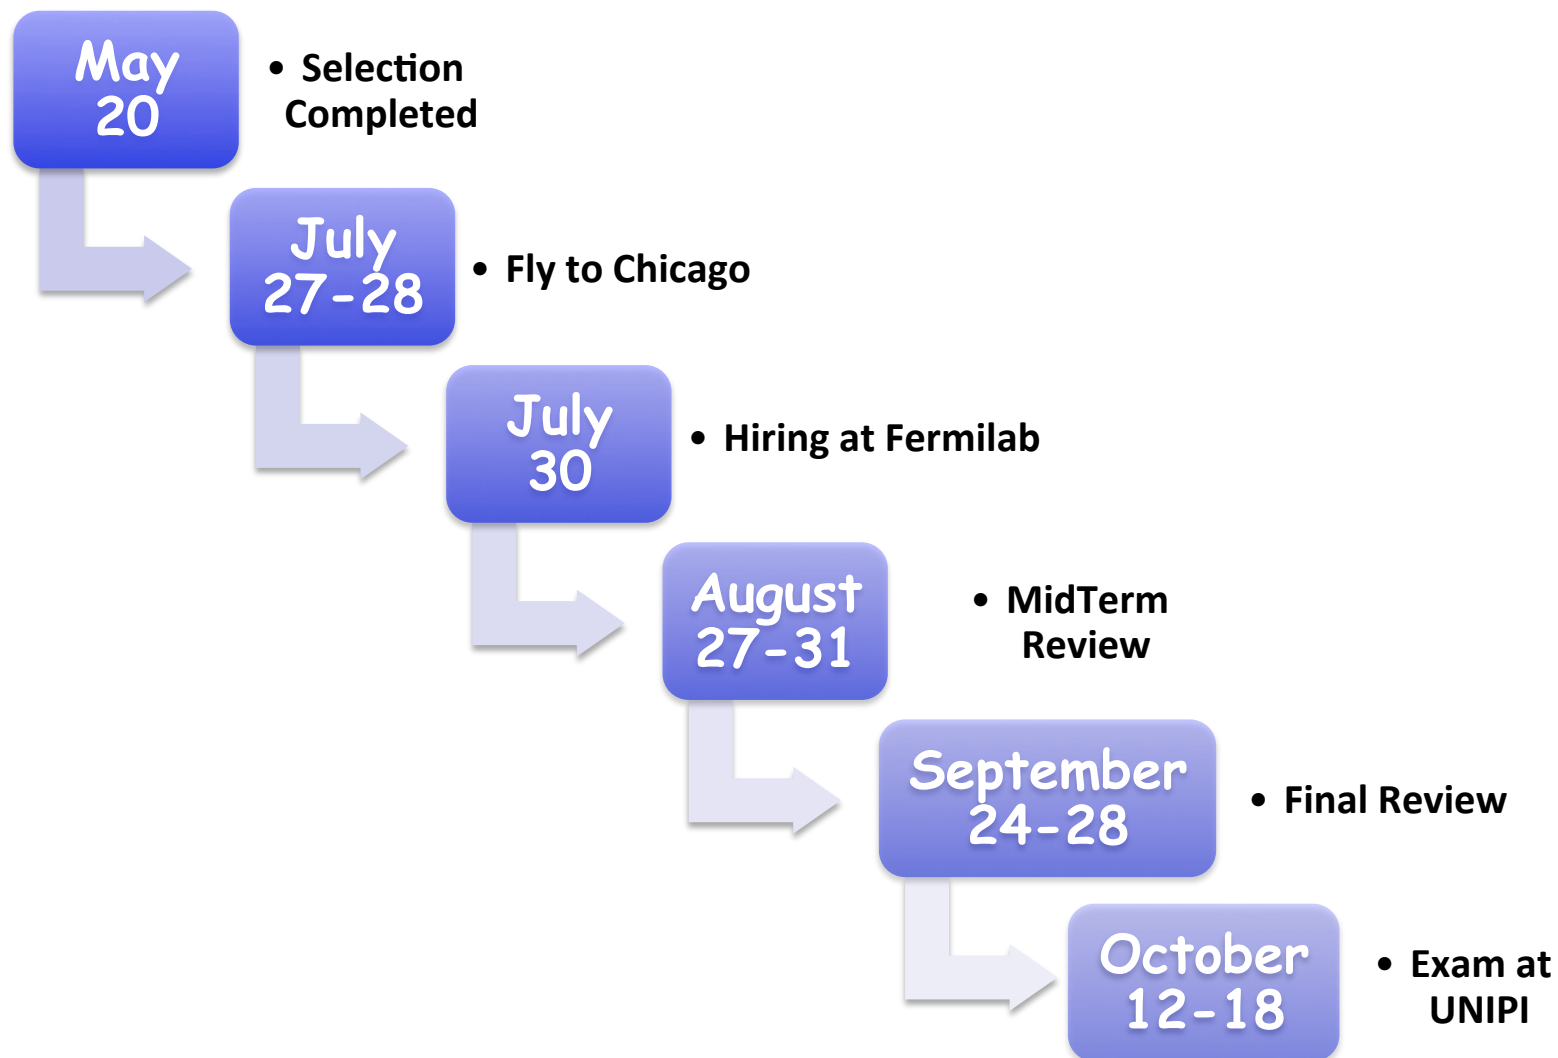 May
20
• Selection
Completed
July
27-28
• Fly to Chicago
July
30
• Hiring at Fermilab
August
27-31
• MidTerm
Review
September
24-28
• Final Review
October
12-18
• Exam at
UNIPI